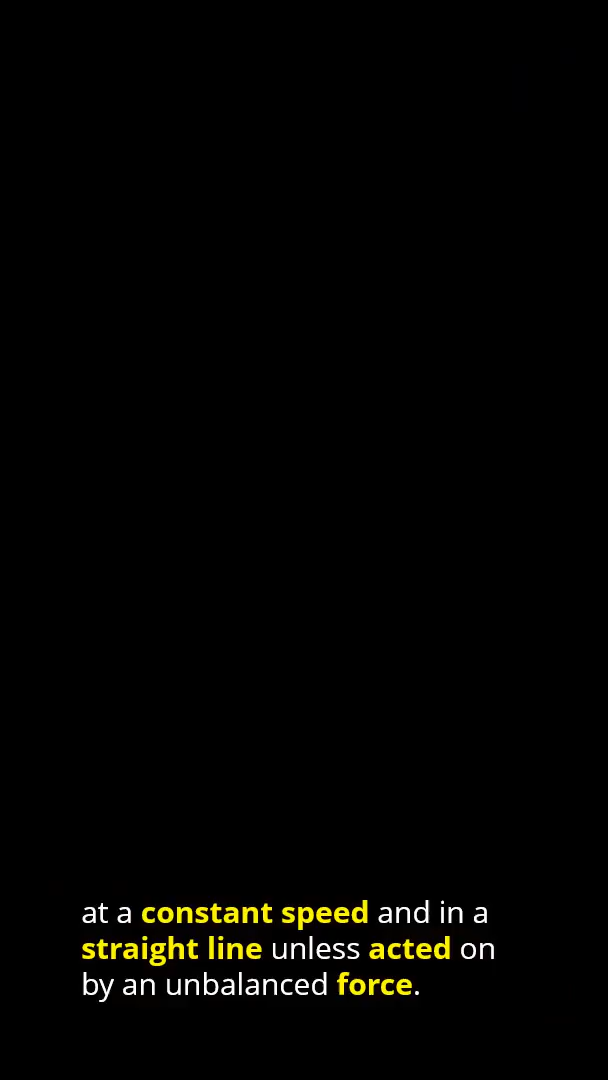 at a constant speed and in a
straight line unless acted on
by an unbalanced force.